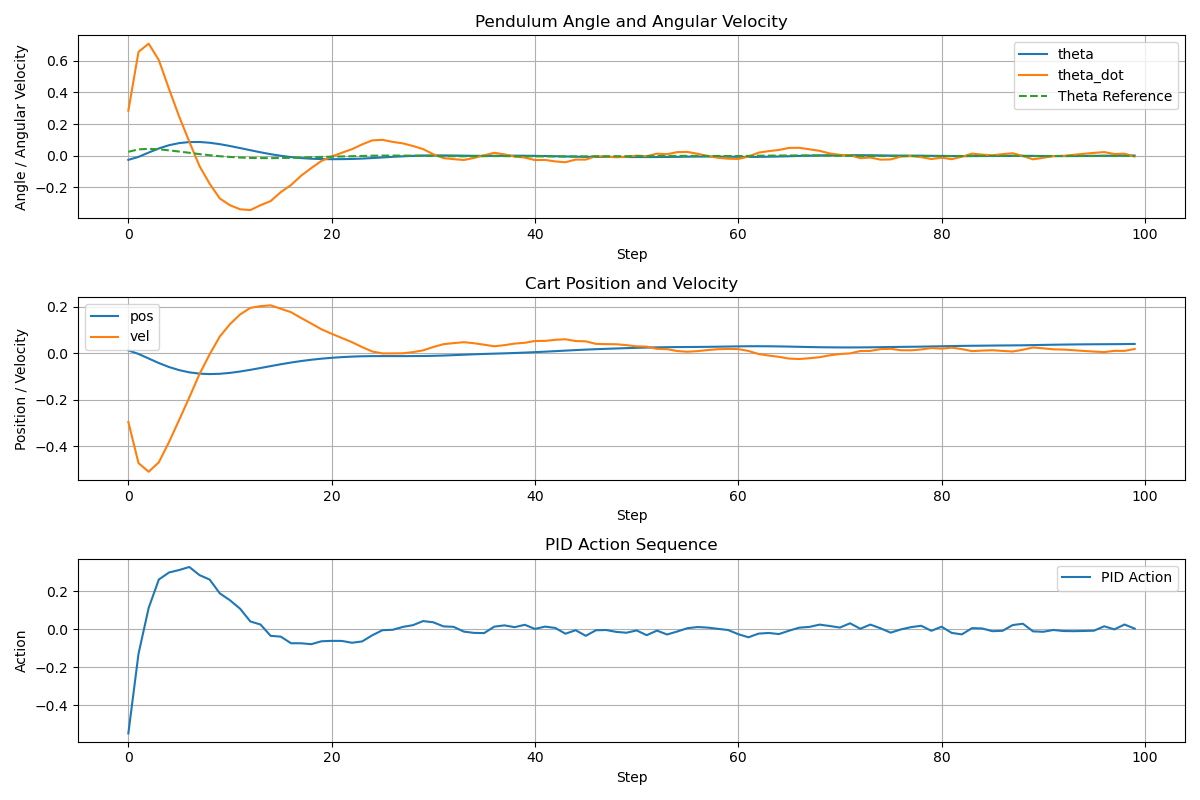 Pendulum Angle and Angular Velocity
Angle / Angular Velocity
0.6
0.4
0.2
0.0
−0.2
theta
theta_dot
Theta Reference
0 20 40 60 80 100
Step
Cart Position and Velocity
Position / Velocity
0.2
0.0
−0.2
−0.4
pos
vel
0 20 40 60 80 100
Step
PID Action Sequence
Action
0.2
0.0
−0.2
−0.4
PID Action
0 20 40 60 80 100
Step